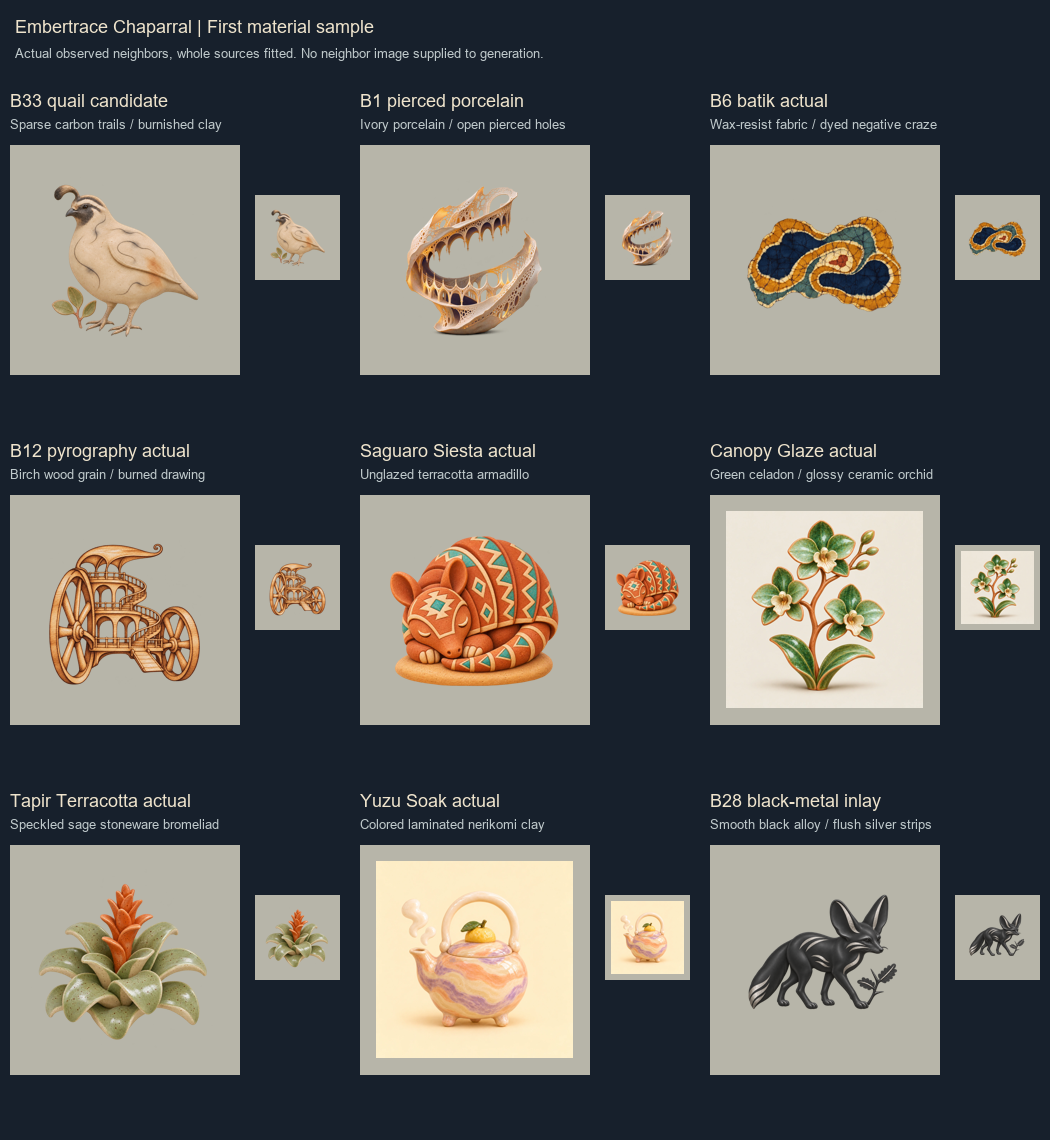 Embertrace Chaparral | First material sample
Actual observed neighbors, whole sources fitted. No neighbor image supplied to generation.
B33 quail candidate
Sparse carbon trails / burnished clay
B1 pierced porcelain
Ivory porcelain / open pierced holes
B6 batik actual
Wax-resist fabric / dyed negative craze
B12 pyrography actual
Birch wood grain / burned drawing
Saguaro Siesta actual
Unglazed terracotta armadillo
Canopy Glaze actual
Green celadon / glossy ceramic orchid
Tapir Terracotta actual
Speckled sage stoneware bromeliad
Yuzu Soak actual
Colored laminated nerikomi clay
B28 black-metal inlay
Smooth black alloy / flush silver strips